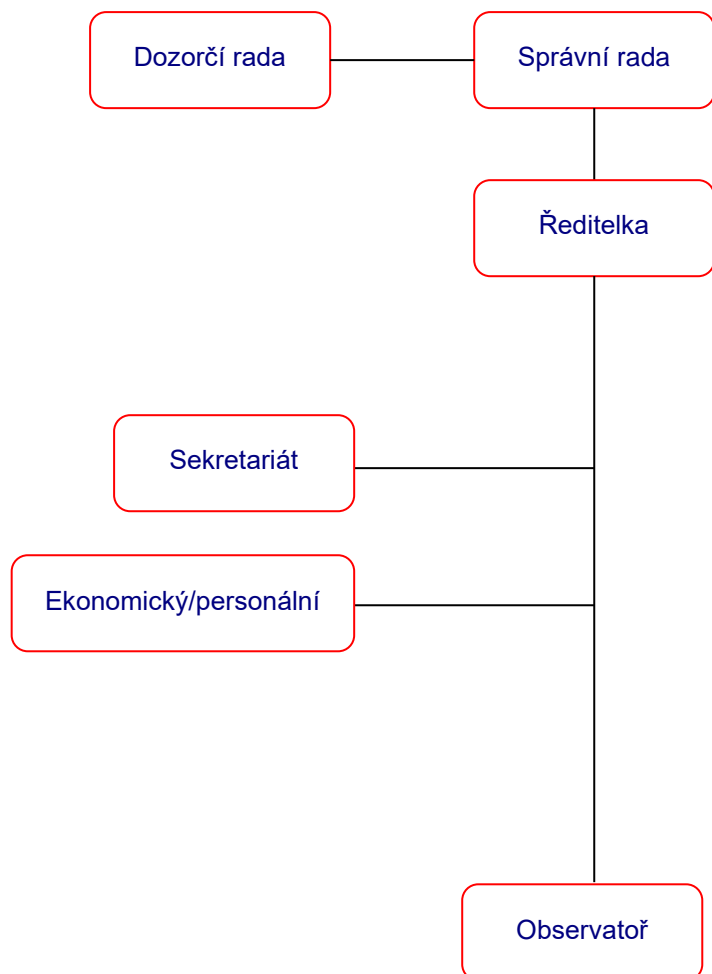 Dozorčí rada
Správní rada
Ředitelka
Sekretariát
Ekonomický/personální
Observatoř